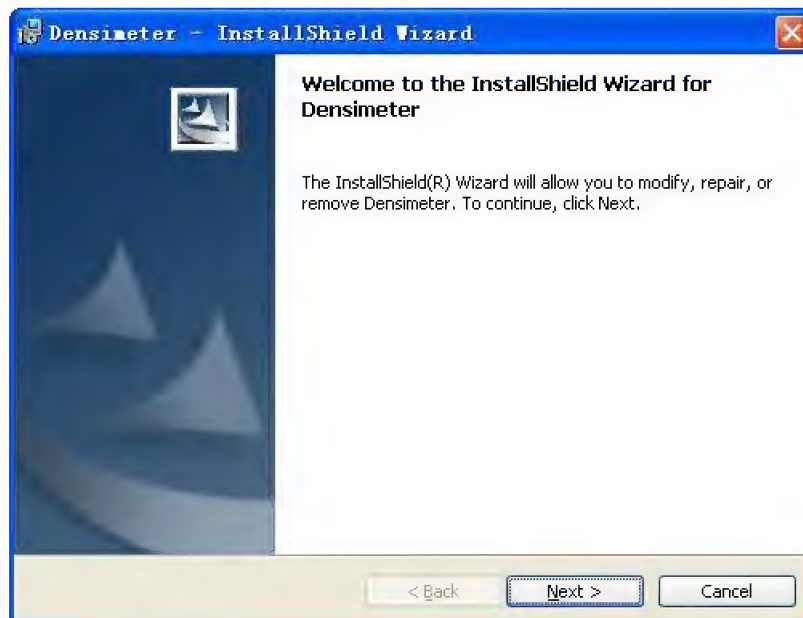 Densimeter - InstallShield Wizard
Welcome to the InstallShield Wizard for
Densimeter
The InstallShield(R) Wizard will allow you to modify, repair, or
remove Densimeter. To continue, click Next.
< Back
Next >
Cancel